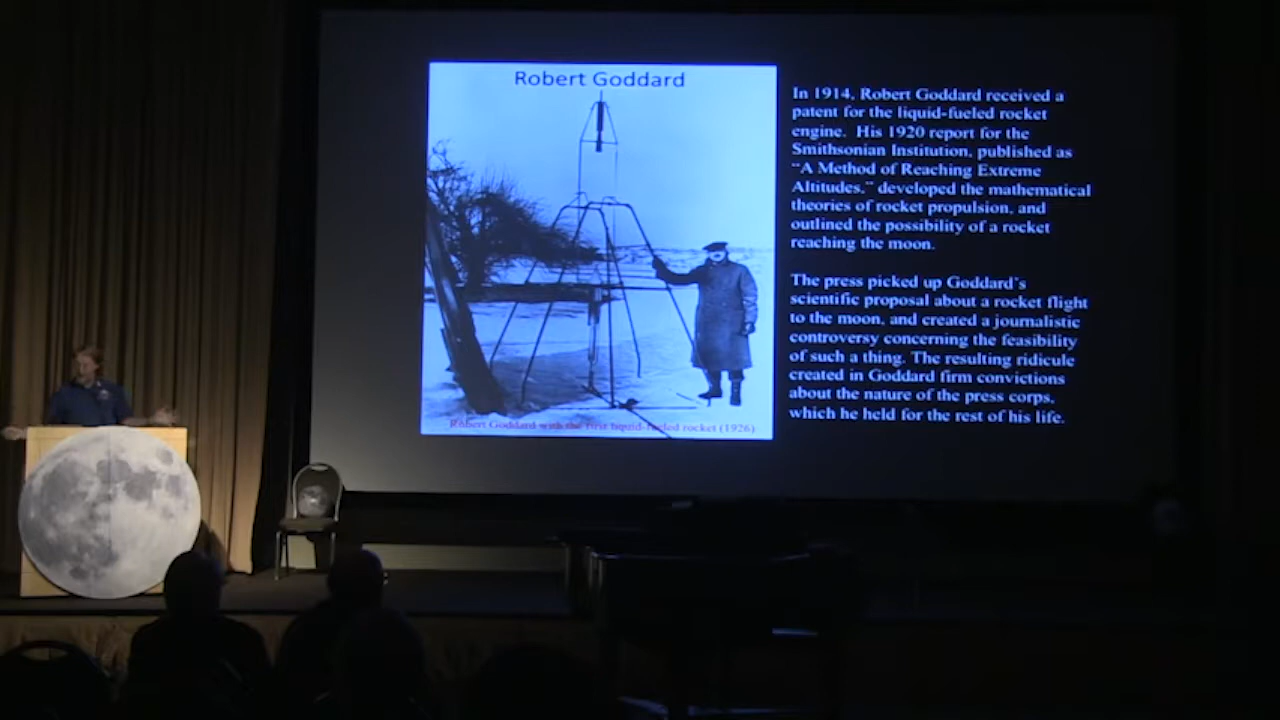 Robert Goddard
Robert Goddard with the first liquid-fueled rocket (1926)
In 1914, Robert Goddard received a
patent for the liquid-fueled rocket
engine. His 1920 report for the
Smithsonian Institution, published as
"A Method of Reaching Extreme
Altitudes," developed the mathematical
theories of rocket propulsion, and
outlined the possibility of a rocket
reaching the moon.
The press picked up Goddard's
scientific proposal about a rocket flight
to the moon, and created a journalistic
controversy concerning the feasibility
of such a thing. The resulting ridicule
created in Goddard firm convictions
about the nature of the press corps,
which he held for the rest of his life.